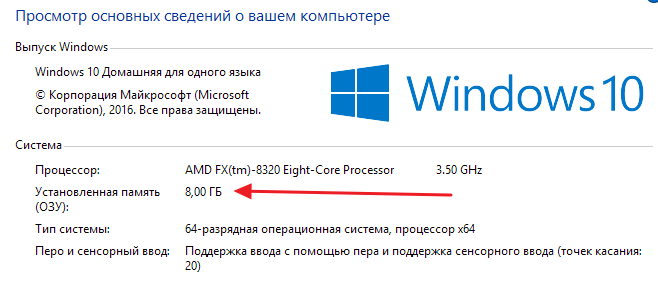 Просмотр основных сведений о вашем компьютере
Выпуск Windows
Windows 10 Домашняя для одного языка
© Корпорация Майкрософт (Microsoft
Corporation), 2016. Все права защищены.
Windows 10
Система
Процессор: AMD FX(tm)-8320 Eight-Core Processor 3.50 GHz
Установленная память 8,00 ГБ
(ОЗУ):
Тип системы: 64-разрядная операционная система, процессор x64
Перо и сенсорный ввод: Поддержка ввода с помощью пера и поддержка сенсорного ввода (точек касания:
20)